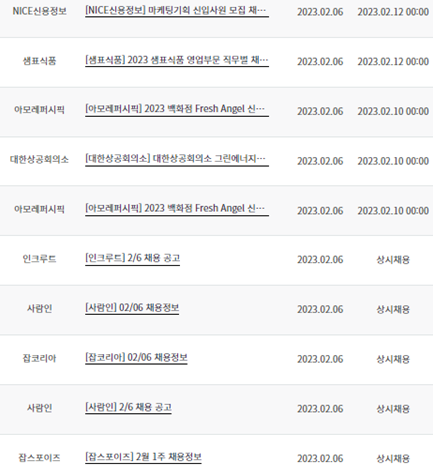 NICE신용정보 [NICE신용정보] 마케팅기획 신입사원 모집 채··· 2023.02.06 2023.02.12 00:00
샘표식품 [샘표식품] 2023 샘표식품 영업부문 직무별 채··· 2023.02.06 2023.02.12 00:00
아모레퍼시픽 [아모레퍼시픽] 2023 백화점 Fresh Angel 신··· 2023.02.06 2023.02.10 00:00
대한상공회의소 [대한상공회의소] 대한상공회의소 그린에너지··· 2023.02.06 2023.02.10 00:00
아모레퍼시픽 [아모레퍼시픽] 2023 백화점 Fresh Angel 신··· 2023.02.06 2023.02.10 00:00
인크루트 [인크루트] 2/6 채용 공고 2023.02.06 상시채용
사람인 [사람인] 02/06 채용정보 2023.02.06 상시채용
잡코리아 [잡코리아] 02/06 채용정보 2023.02.06 상시채용
사람인 [사람인] 2/6 채용 공고 2023.02.06 상시채용
잡스포이즈 [잡스포이즈] 2월 1주 채용정보 2023.02.06 상시채용